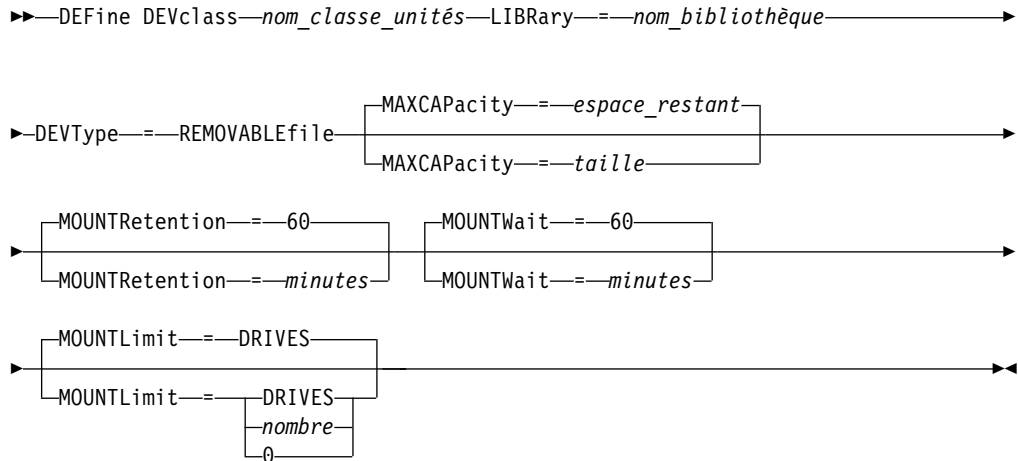 DEFine DEVclass nom_classe_unités LIBRary = nom_bibliothèque
MAXCAPacity = espace_restant
DEVType = REMOVABLEfile
MAXCAPacity = taille
MOUNTRetention = 60 MOUNTWait = 60
MOUNTRetention = minutes MOUNTWait = minutes
MOUNTLimit = DRIVES
MOUNTLimit = DRIVES
nombre
0